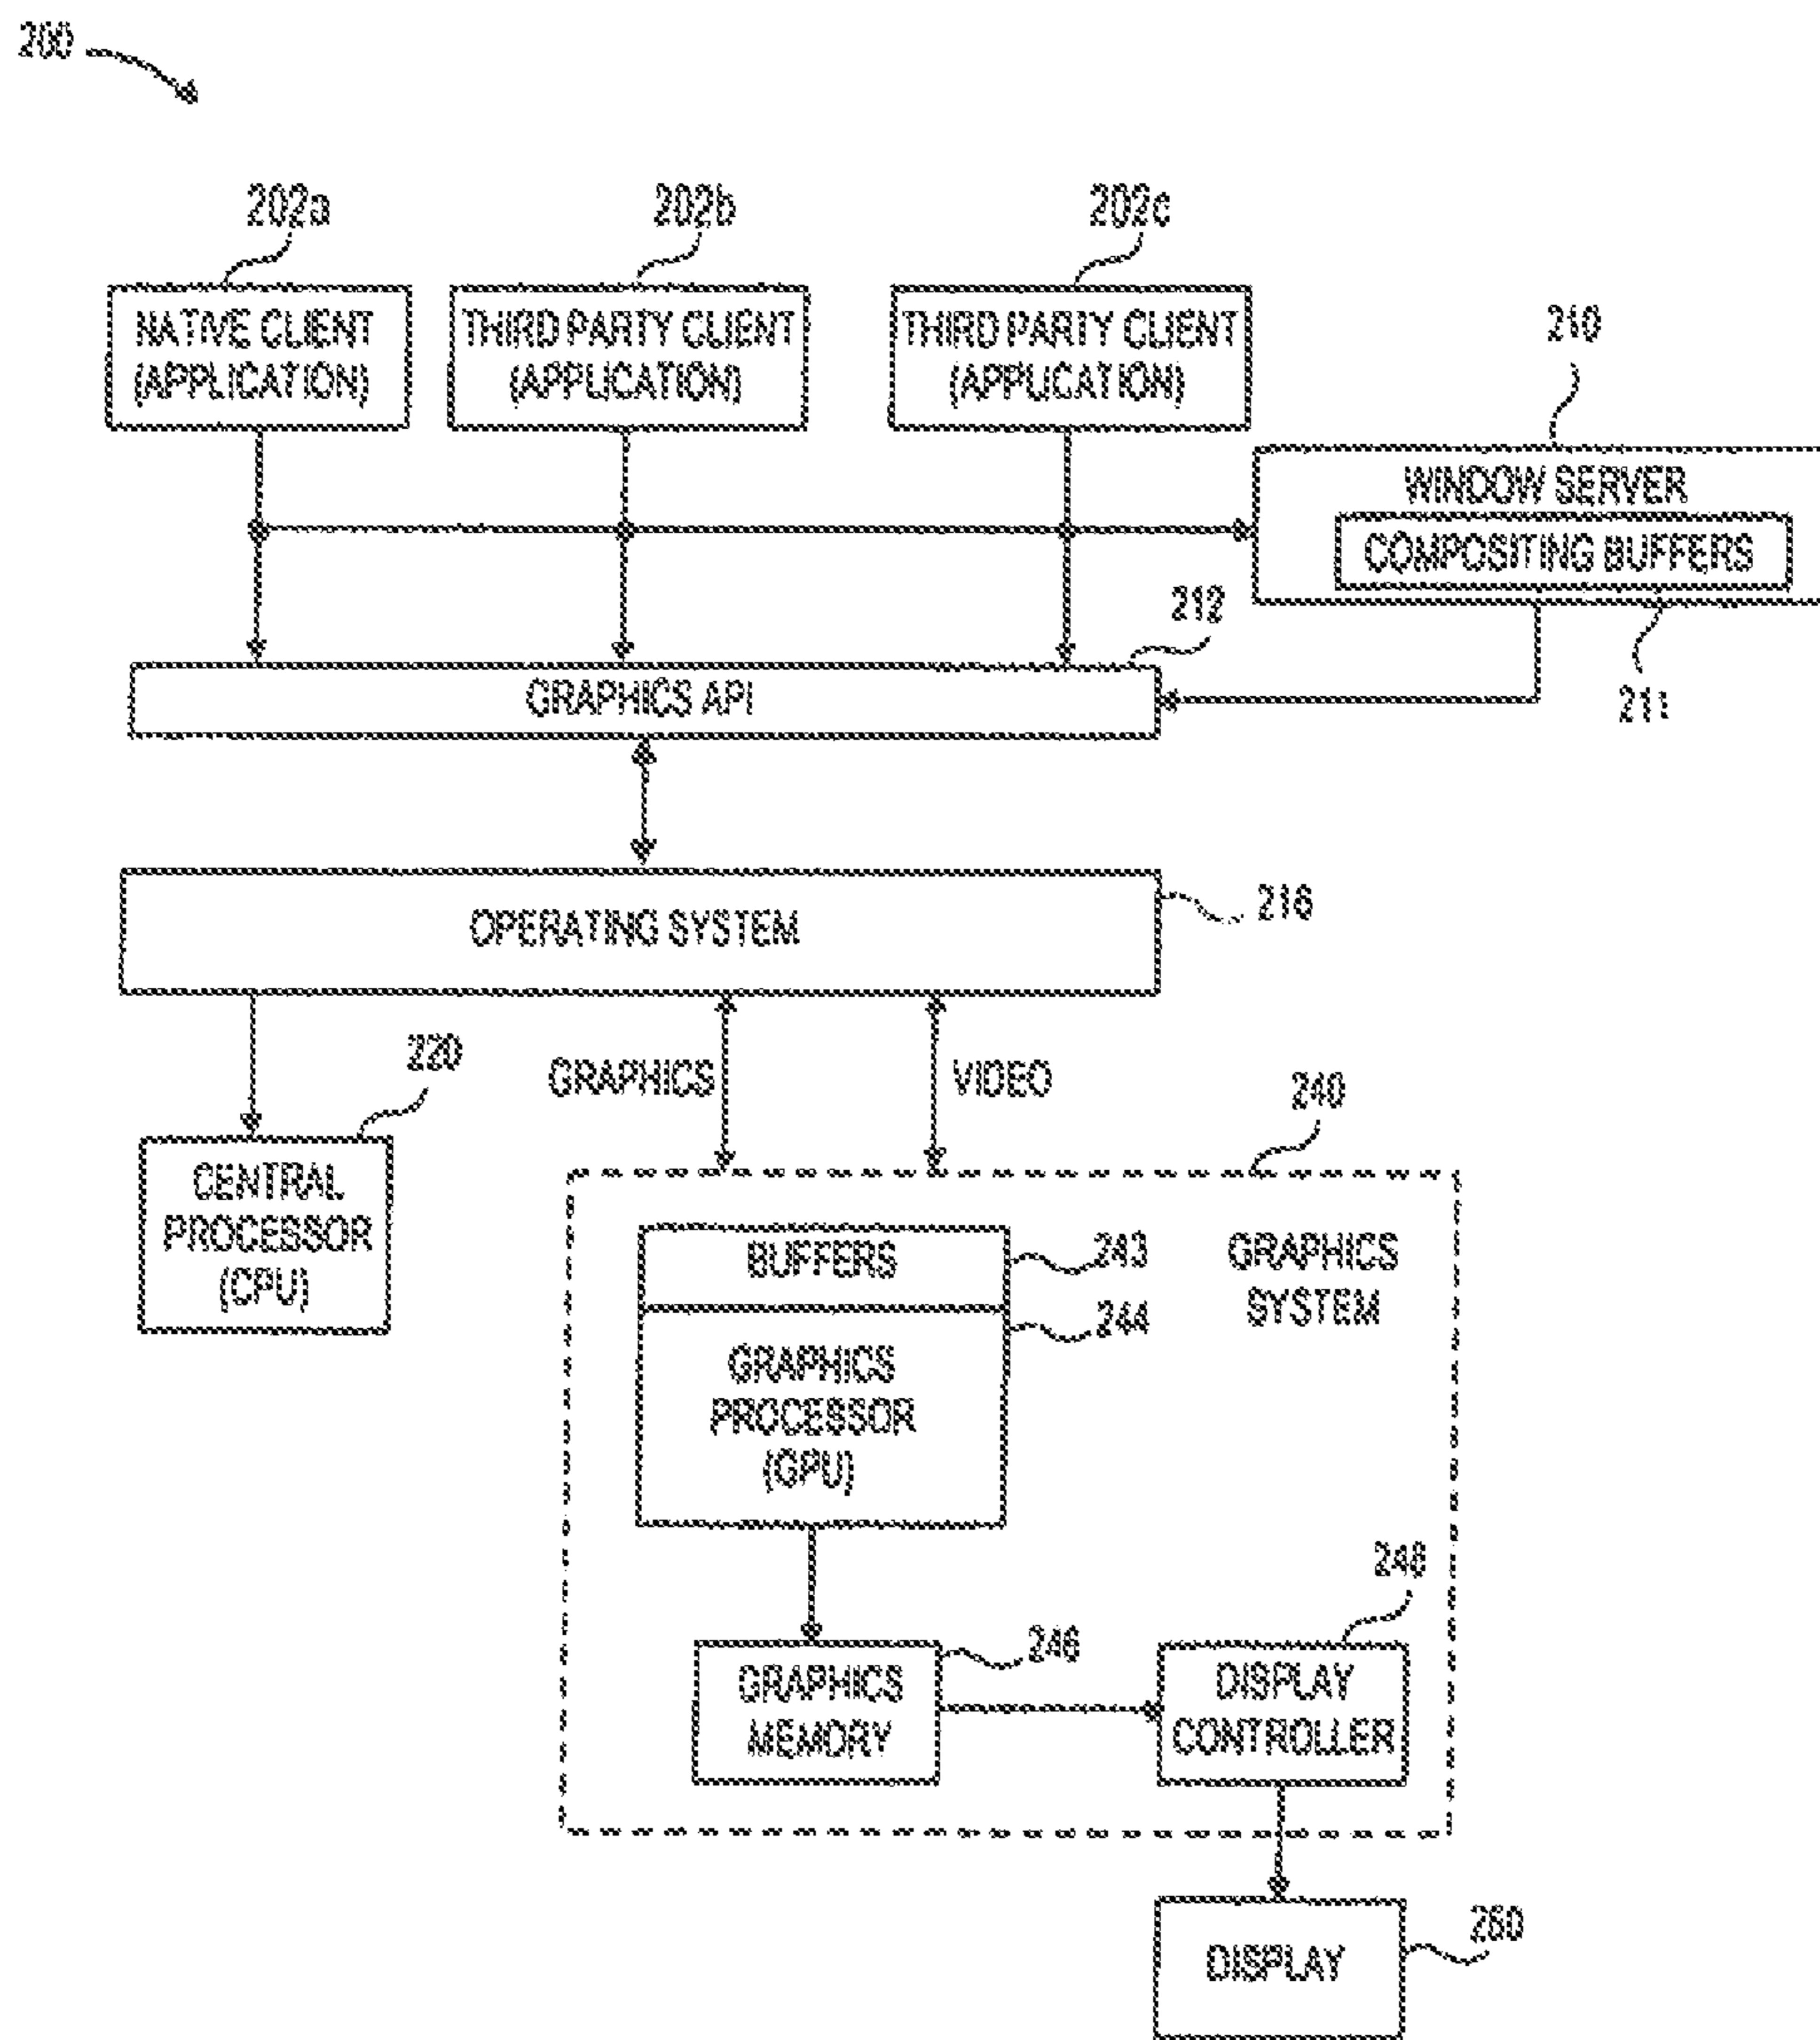 200
202a
202b
202c
NATIVE CLIENT
(APPLICATION)
THIRD PARTY CLIENT
(APPLICATION)
THIRD PARTY CLIENT
(APPLICATION)
210
WINDOW SERVER
COMPOSITING BUFFERS
211
212
GRAPHICS API
OPERATING SYSTEM
216
220
GRAPHICS
VIDEO
240
CENTRAL
PROCESSOR
(CPU)
BUFFERS
243
GRAPHICS
SYSTEM
244
GRAPHICS
PROCESSOR
(GPU)
246
248
GRAPHICS
MEMORY
DISPLAY
CONTROLLER
DISPLAY